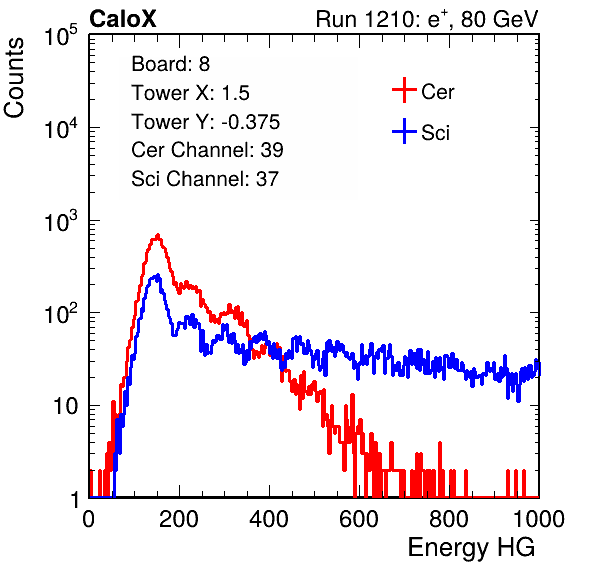 CaloX Run 1210: e⁺, 80 GeV
Counts
10⁵
10⁴
10³
10²
10
1
Board: 8
Tower X: 1.5
Tower Y: -0.375
Cer Channel: 39
Sci Channel: 37
Cer
Sci
0 200 400 600 800 1000
Energy HG